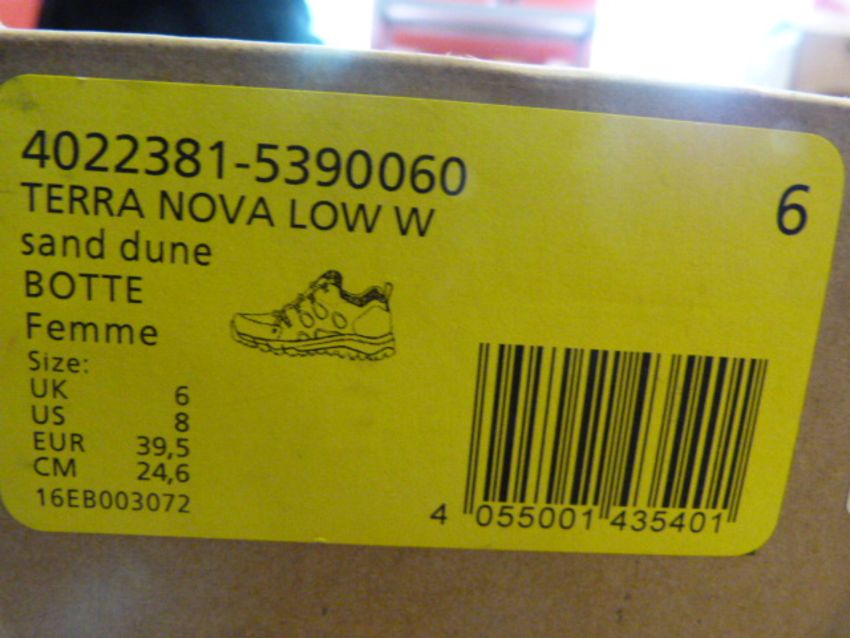 4022381-5390060
6
TERRA NOVA LOW W
sand dune
BOTTE
Femme
Size:
UK 6
US 8
EUR 39,5
CM 24,6
16EB003072
4 055001 435401